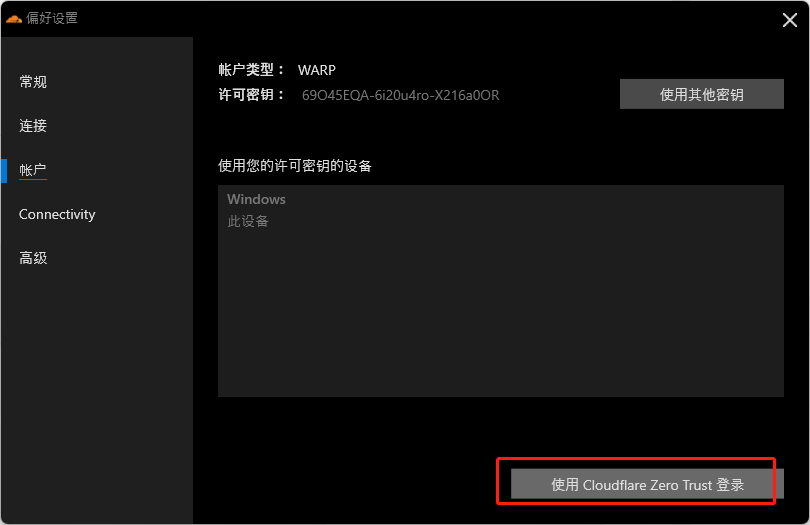 偏好设置
常规
连接
帐户
Connectivity
高级
帐户类型： WARP
许可密钥： 69O45EQA-6i20u4ro-X216a0OR
使用其他密钥
使用您的许可密钥的设备
Windows
此设备
使用 Cloudflare Zero Trust 登录